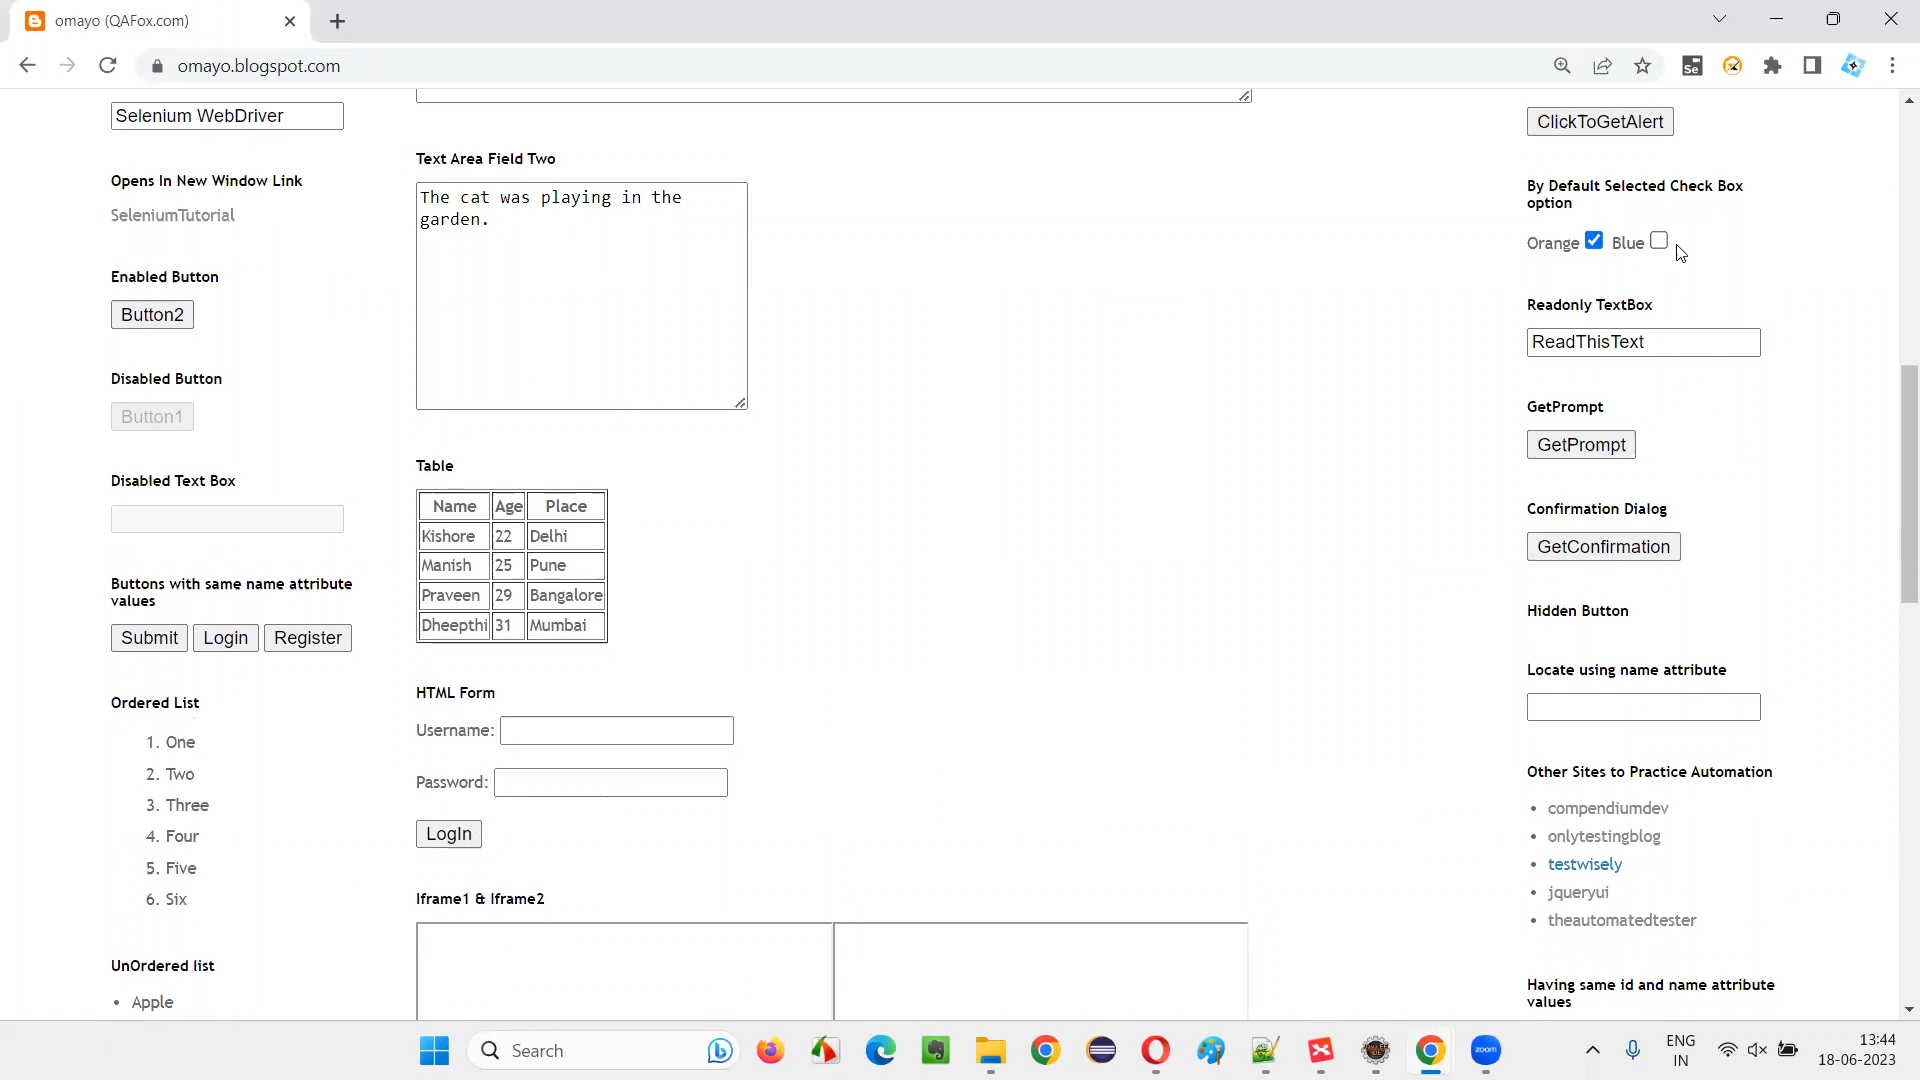 omayo (QAFox.com)
omayo.blogspot.com
Selenium WebDriver
Opens In New Window Link
SeleniumTutorial
Enabled Button
Button2
Disabled Button
Button1
Disabled Text Box
Buttons with same name attribute
values
Submit Login Register
Ordered List
1. One
2. Two
3. Three
4. Four
5. Five
6. Six
UnOrdered list
• Apple
Text Area Field Two
The cat was playing in the
garden.
Table
Name Age Place
Kishore 22 Delhi
Manish 25 Pune
Praveen 29 Bangalore
Dheepthi 31 Mumbai
HTML Form
Username:
Password:
LogIn
Iframe1 & Iframe2
ClickToGetAlert
By Default Selected Check Box
option
Orange Blue
Readonly TextBox
ReadThisText
GetPrompt
GetPrompt
Confirmation Dialog
GetConfirmation
Hidden Button
Locate using name attribute
Other Sites to Practice Automation
• compendiumdev
• onlytestingblog
• testwisely
• jqueryui
• theautomatedtester
Having same id and name attribute
values
Search
zoom
ENG
IN
13:44
18-06-2023